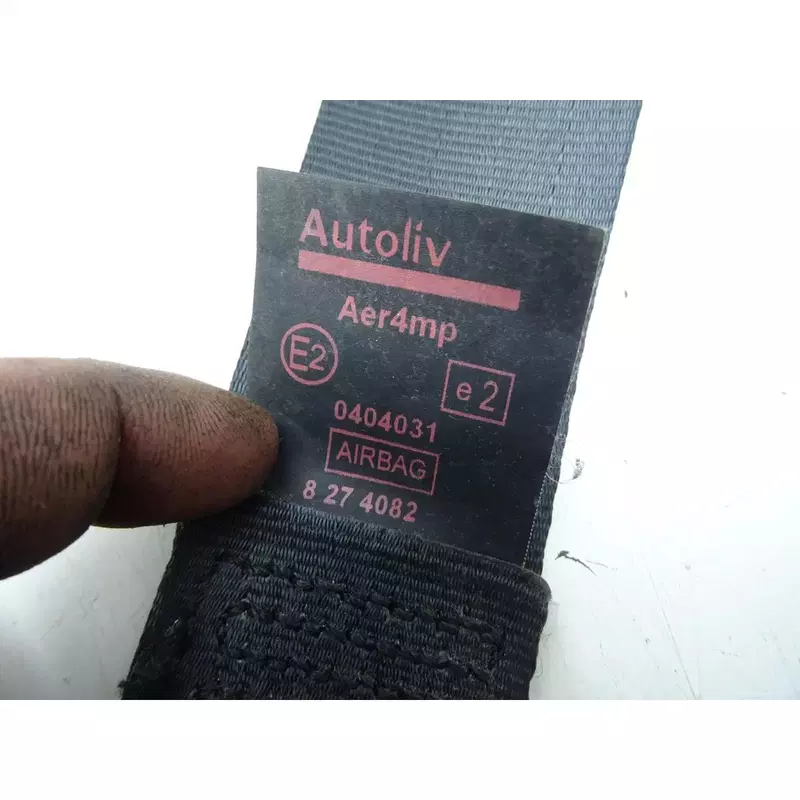 Autoliv
Aer4mp
E2
e 2
0404031
AIRBAG
8 27 4082